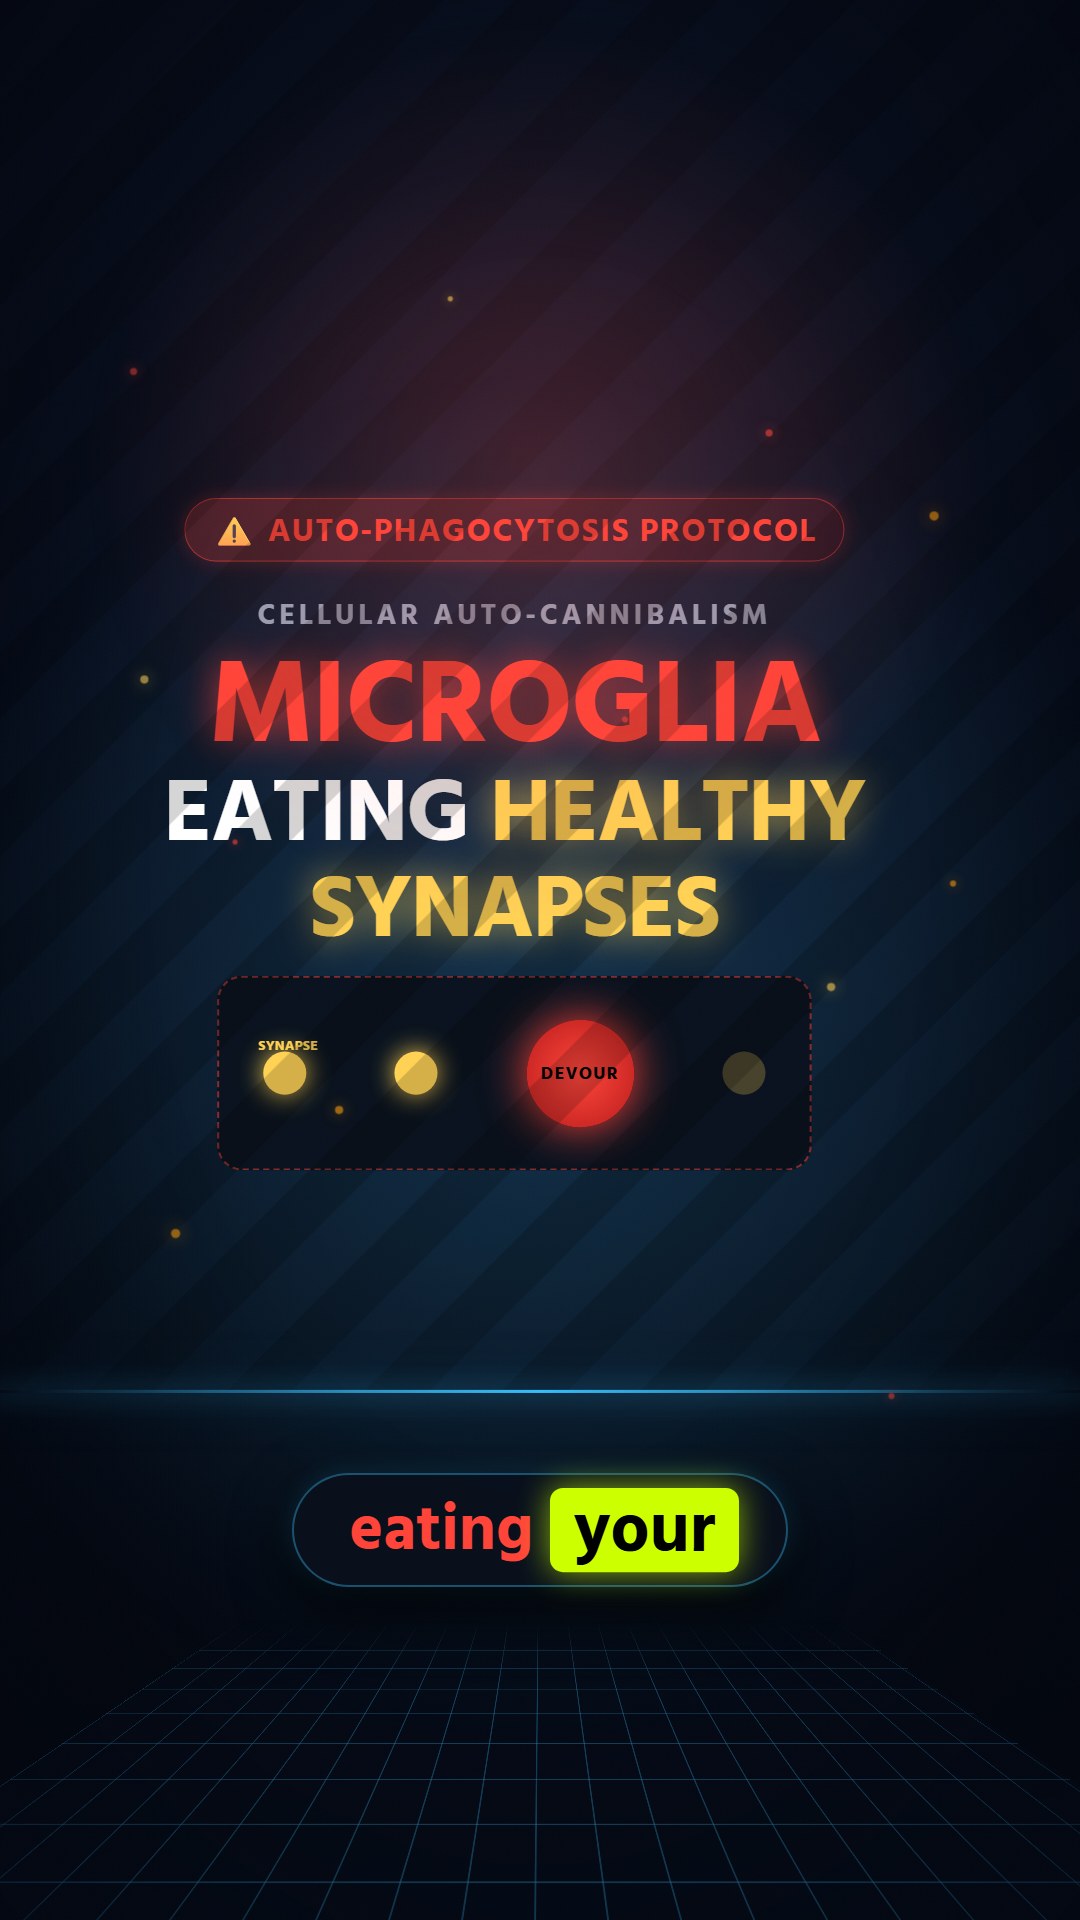 AUTO-PHAGOCYTOSIS PROTOCOL
CELLULAR AUTO-CANNIBALISM
MICROGLIA
EATING HEALTHY
SYNAPSES
SYNAPSE
DEVOUR
eating your